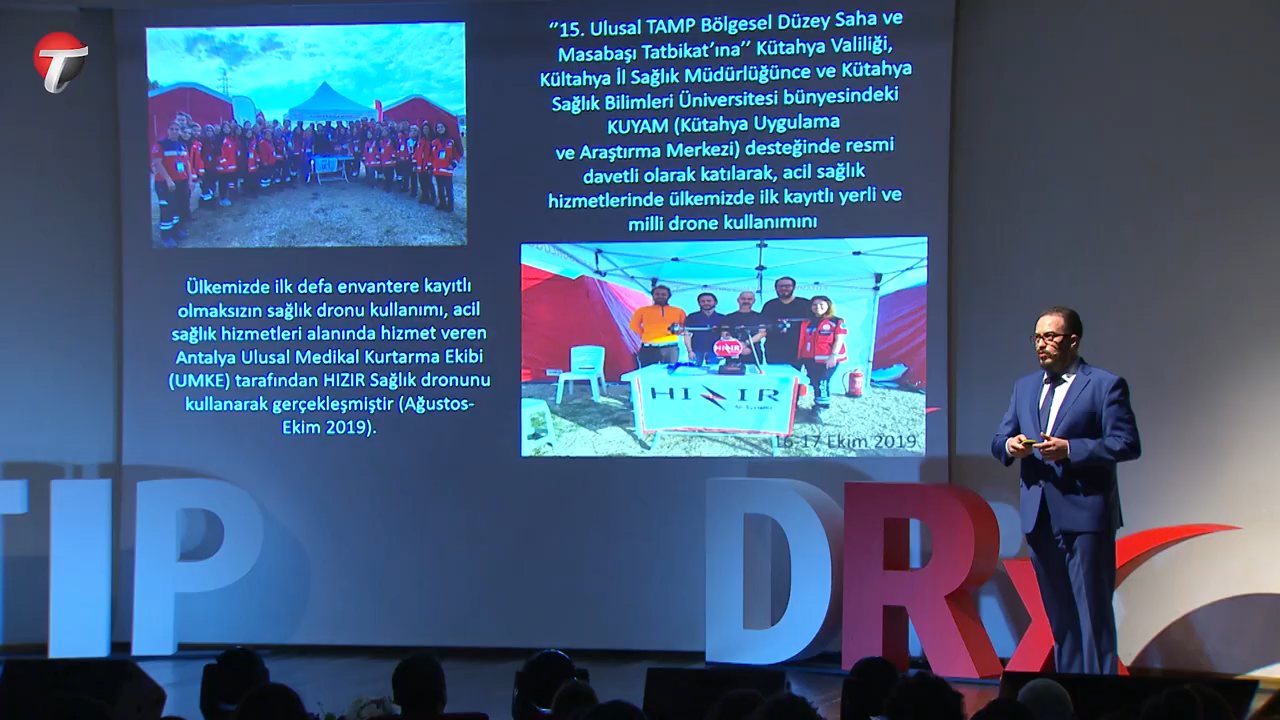 ‘’15. Ulusal TAMP Bölgesel Düzey Saha ve
Masabaşı Tatbikat’ına’’ Kütahya Valiliği,
Kültahya İl Sağlık Müdürlüğünce ve Kütahya
Sağlık Bilimleri Üniversitesi bünyesindeki
KUYAM (Kütahya Uygulama
ve Araştırma Merkezi) desteğinde resmi
davetli olarak katılarak, acil sağlık
hizmetlerinde ülkemizde ilk kayıtlı yerli ve
milli drone kullanımını
Ülkemizde ilk defa envantere kayıtlı
olmaksızın sağlık dronu kullanımı, acil
sağlık hizmetleri alanında hizmet veren
Antalya Ulusal Medikal Kurtarma Ekibi
(UMKE) tarafından HIZIR Sağlık dronunu
kullanarak gerçekleşmiştir (Ağustos-
Ekim 2019).
HIZIR
HIZIR
16-17 Ekim 2019
TIP
DRx